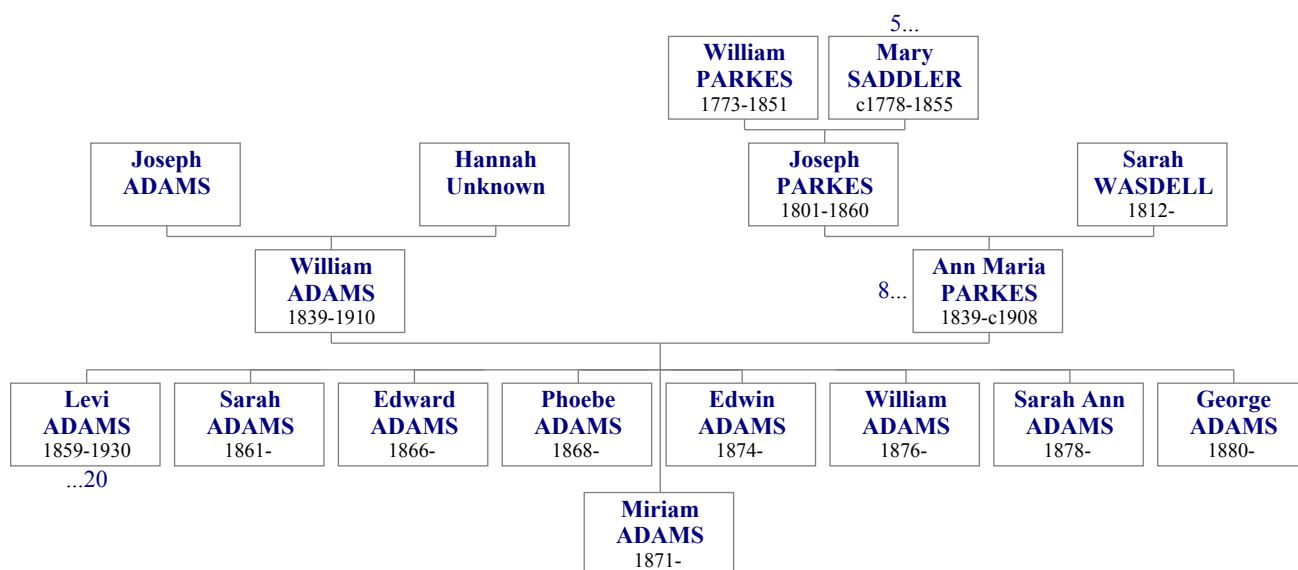 5...
William
PARKES
1773-1851
Mary
SADDLER
c1778-1855
Joseph
ADAMS
Hannah
Unknown
Joseph
PARKES
1801-1860
Sarah
WASDELL
1812-
William
ADAMS
1839-1910
8...
Ann Maria
PARKES
1839-c1908
Levi
ADAMS
1859-1930
...20
Sarah
ADAMS
1861-
Edward
ADAMS
1866-
Phoebe
ADAMS
1868-
Edwin
ADAMS
1874-
William
ADAMS
1876-
Sarah Ann
ADAMS
1878-
George
ADAMS
1880-
Miriam
ADAMS
1871-